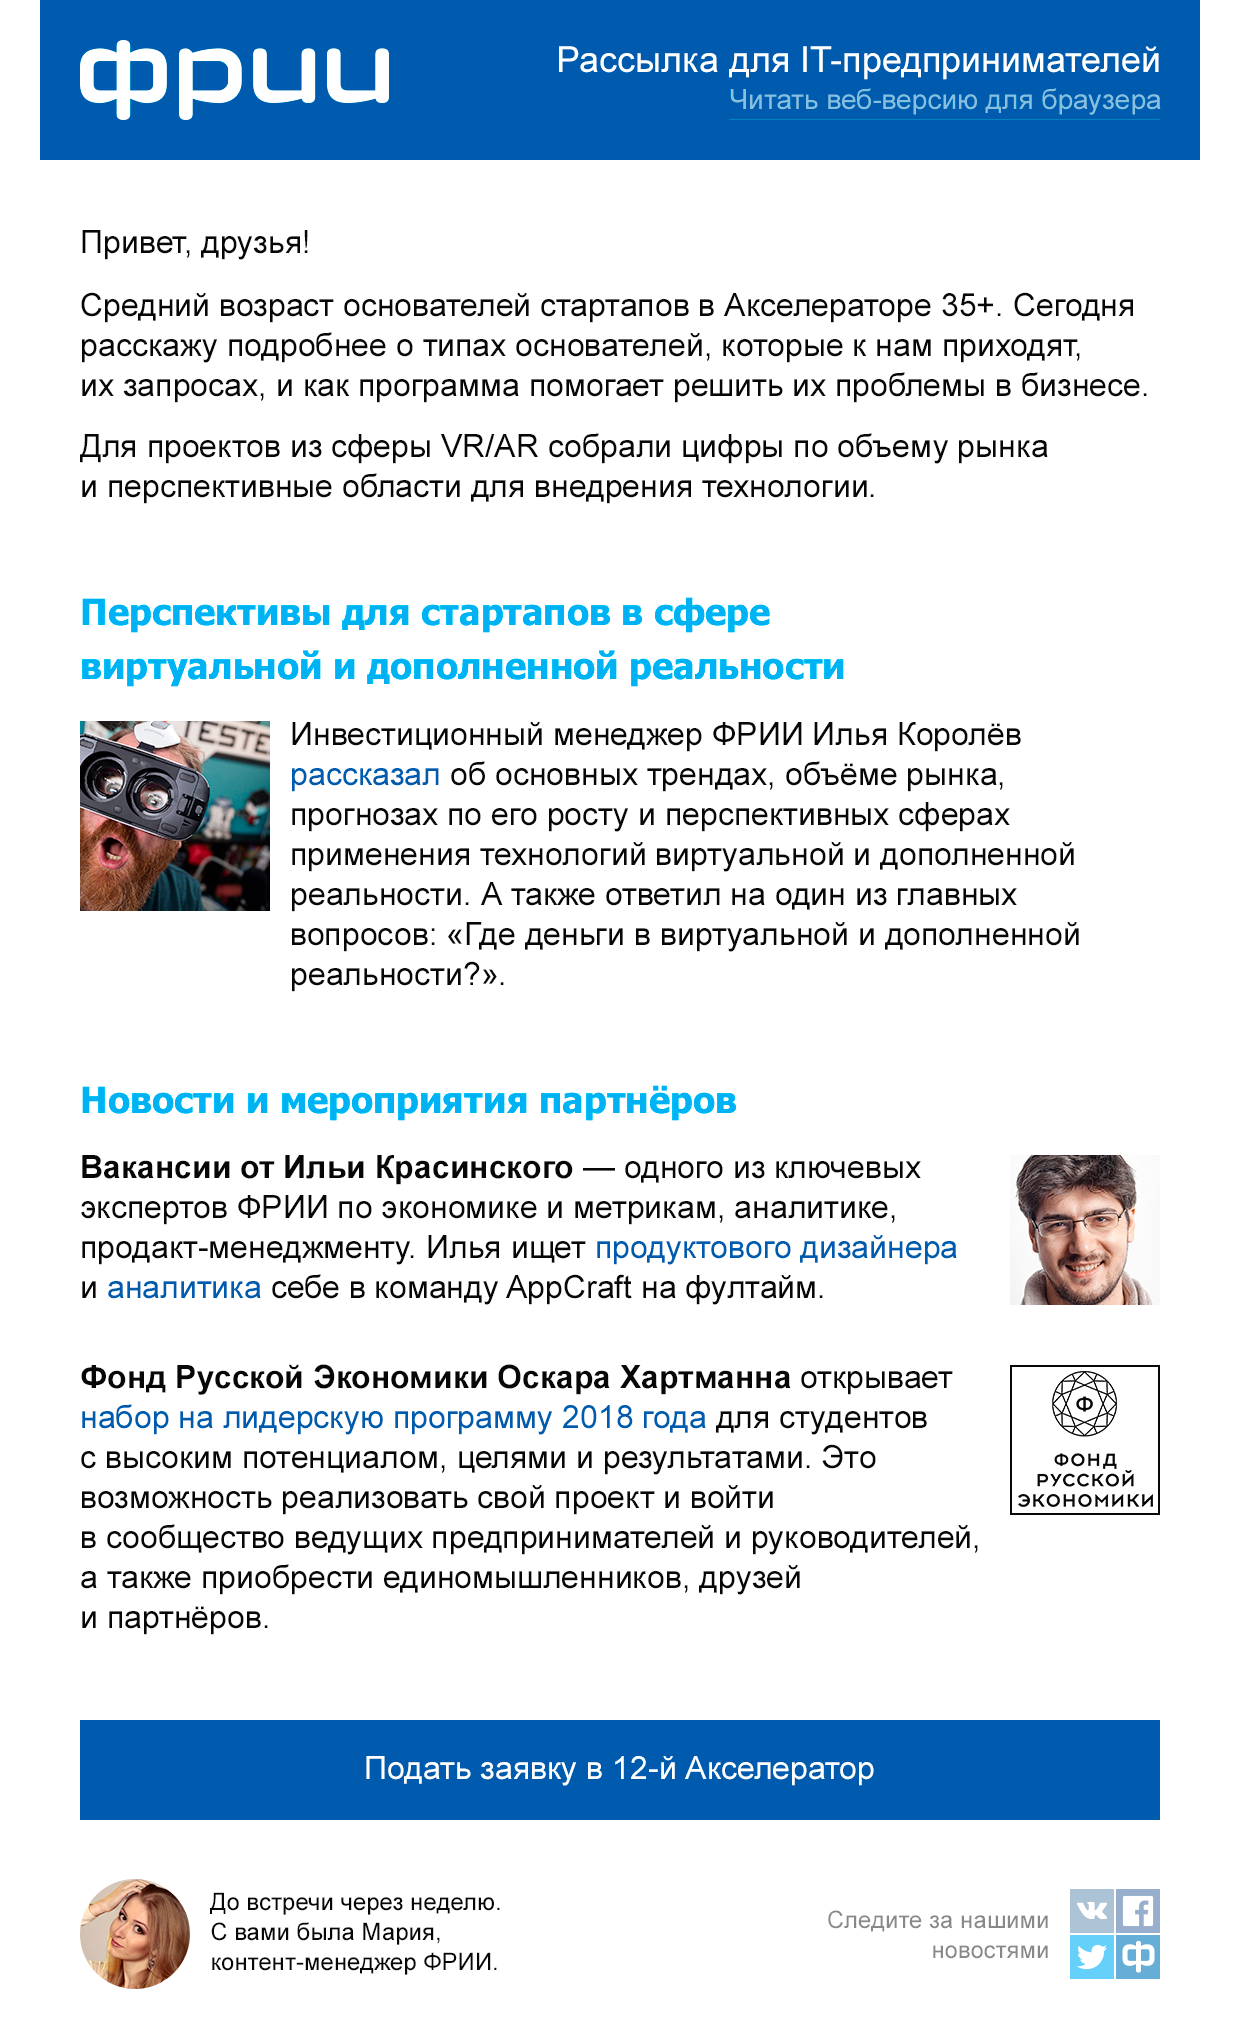 фрии
Рассылка для IT-предпринимателей
Читать веб-версию для браузера
Привет, друзья!
Средний возраст основателей стартапов в Акселераторе 35+. Сегодня
расскажу подробнее о типах основателей, которые к нам приходят,
их запросах, и как программа помогает решить их проблемы в бизнесе.
Для проектов из сферы VR/AR собрали цифры по объему рынка
и перспективные области для внедрения технологии.
Перспективы для стартапов в сфере
виртуальной и дополненной реальности
TESTE
Инвестиционный менеджер ФРИИ Илья Королёв
рассказал об основных трендах, объёме рынка,
прогнозах по его росту и перспективных сферах
применения технологий виртуальной и дополненной
реальности. А также ответил на один из главных
вопросов: «Где деньги в виртуальной и дополненной
реальности?».
Новости и мероприятия партнёров
Вакансии от Ильи Красинского — одного из ключевых
экспертов ФРИИ по экономике и метрикам, аналитике,
продакт-менеджменту. Илья ищет продуктового дизайнера
и аналитика себе в команду AppCraft на фултайм.
Фонд Русской Экономики Оскара Хартманна открывает
набор на лидерскую программу 2018 года для студентов
с высоким потенциалом, целями и результатами. Это
возможность реализовать свой проект и войти
в сообщество ведущих предпринимателей и руководителей,
а также приобрести единомышленников, друзей
и партнёров.
Ф
ФОНД
РУССКОЙ
ЭКОНОМИКИ
Подать заявку в 12-й Акселератор
До встречи через неделю.
С вами была Мария,
контент-менеджер ФРИИ.
Следите за нашими
новостями
ф